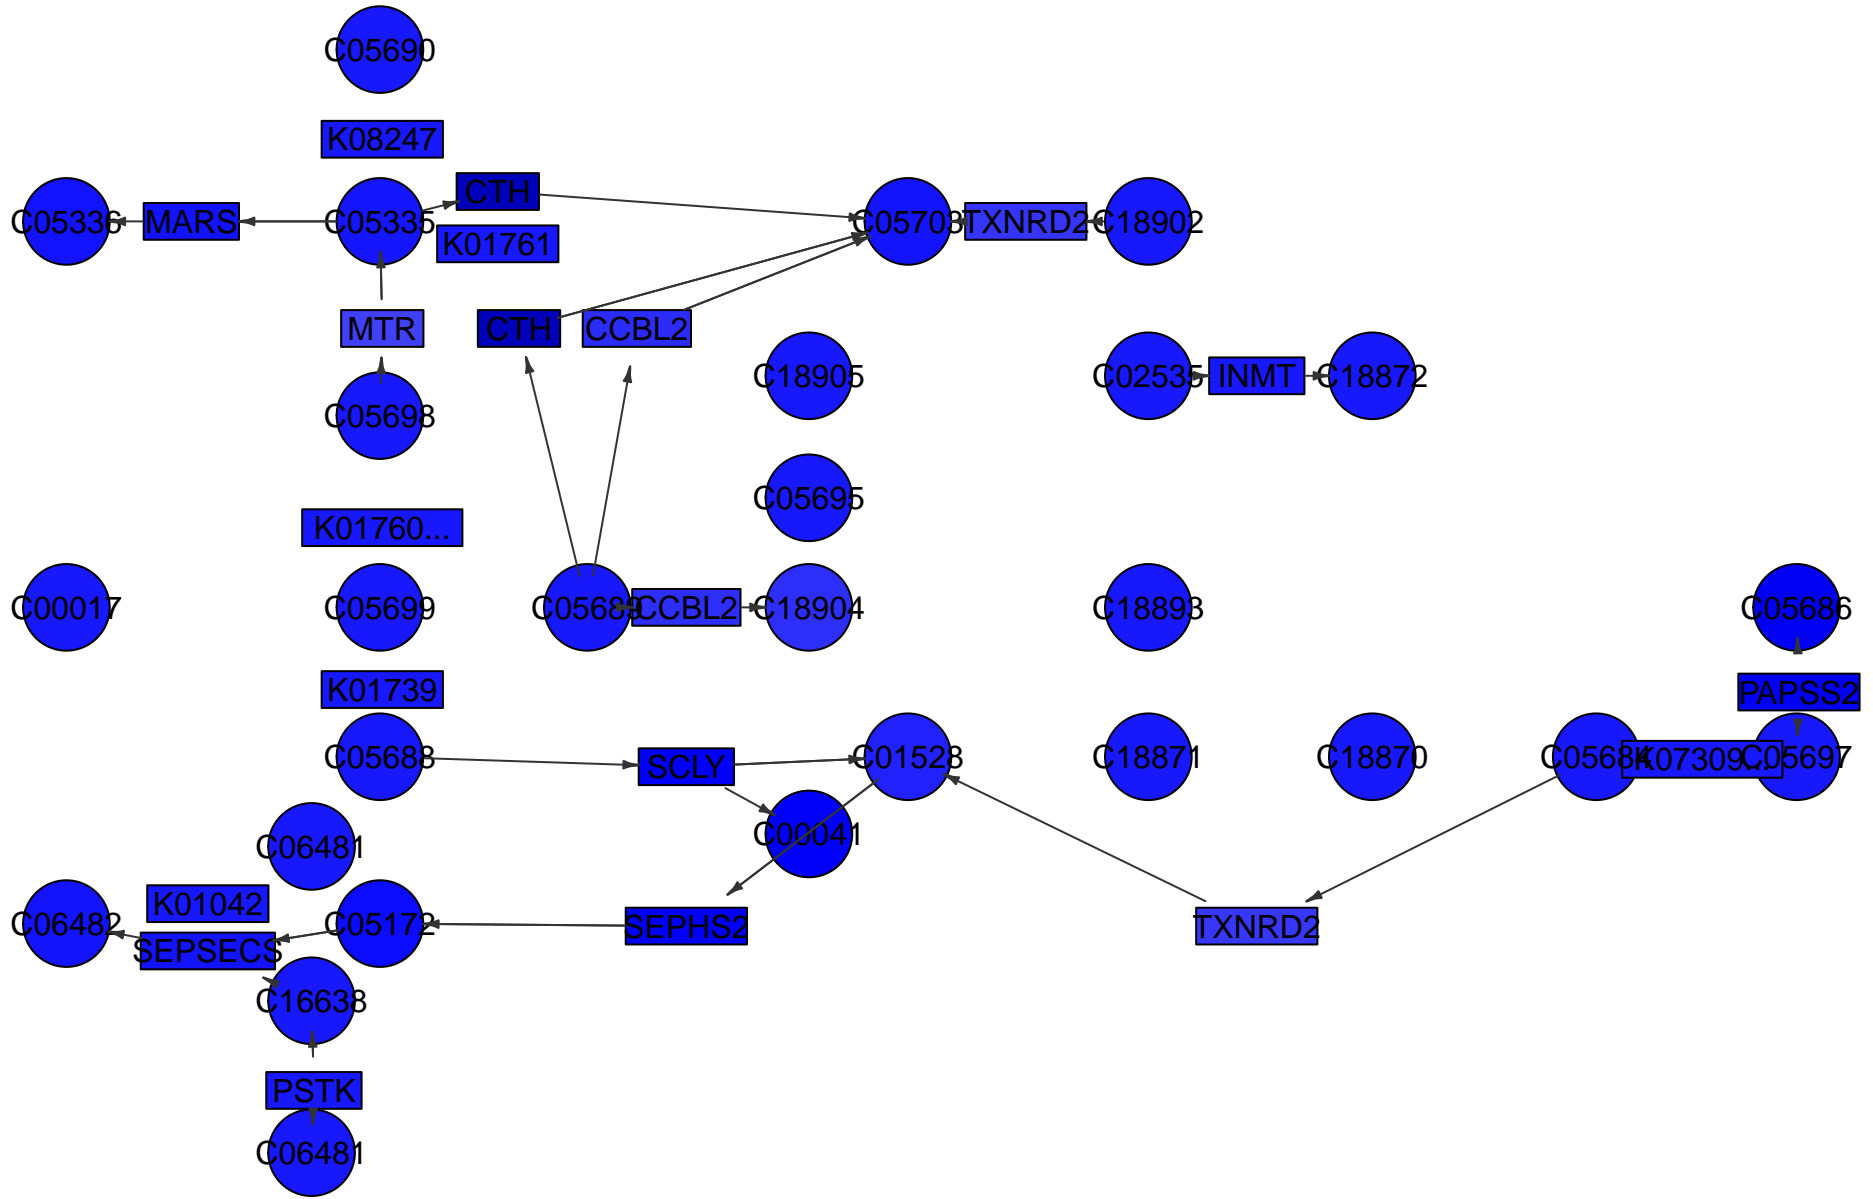 C05690
K08247
CTH
C05336
MARS
C05335
K01761
C05703
TXNRD2
C18902
MTR
CTH
CCBL2
C18905
C02535
INMT
C18872
C05698
C05695
K01760...
C00017
C05699
C05689
CCBL2
C18904
C18893
C05686
K01739
PAPSS2
C05688
SCLY
C01528
C18871
C18870
C05684
K07309...
C05697
C00041
C06481
K01042
C06482
SEPSECS
C05172
SEPHS2
TXNRD2
C16638
PSTK
C06481